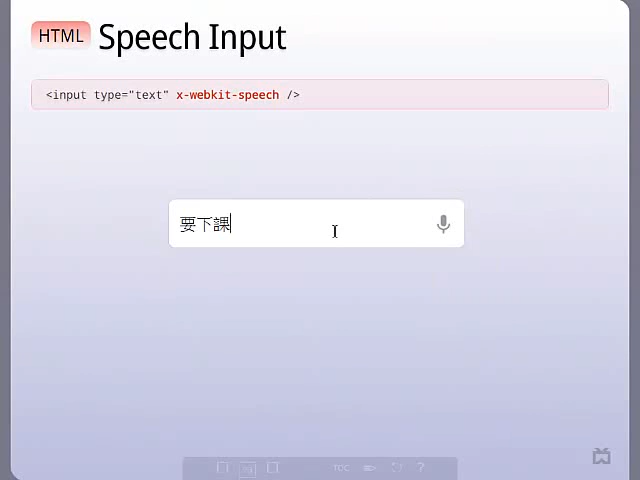 HTML Speech Input
<input type="text" x-webkit-speech />
要下課
TOC
?